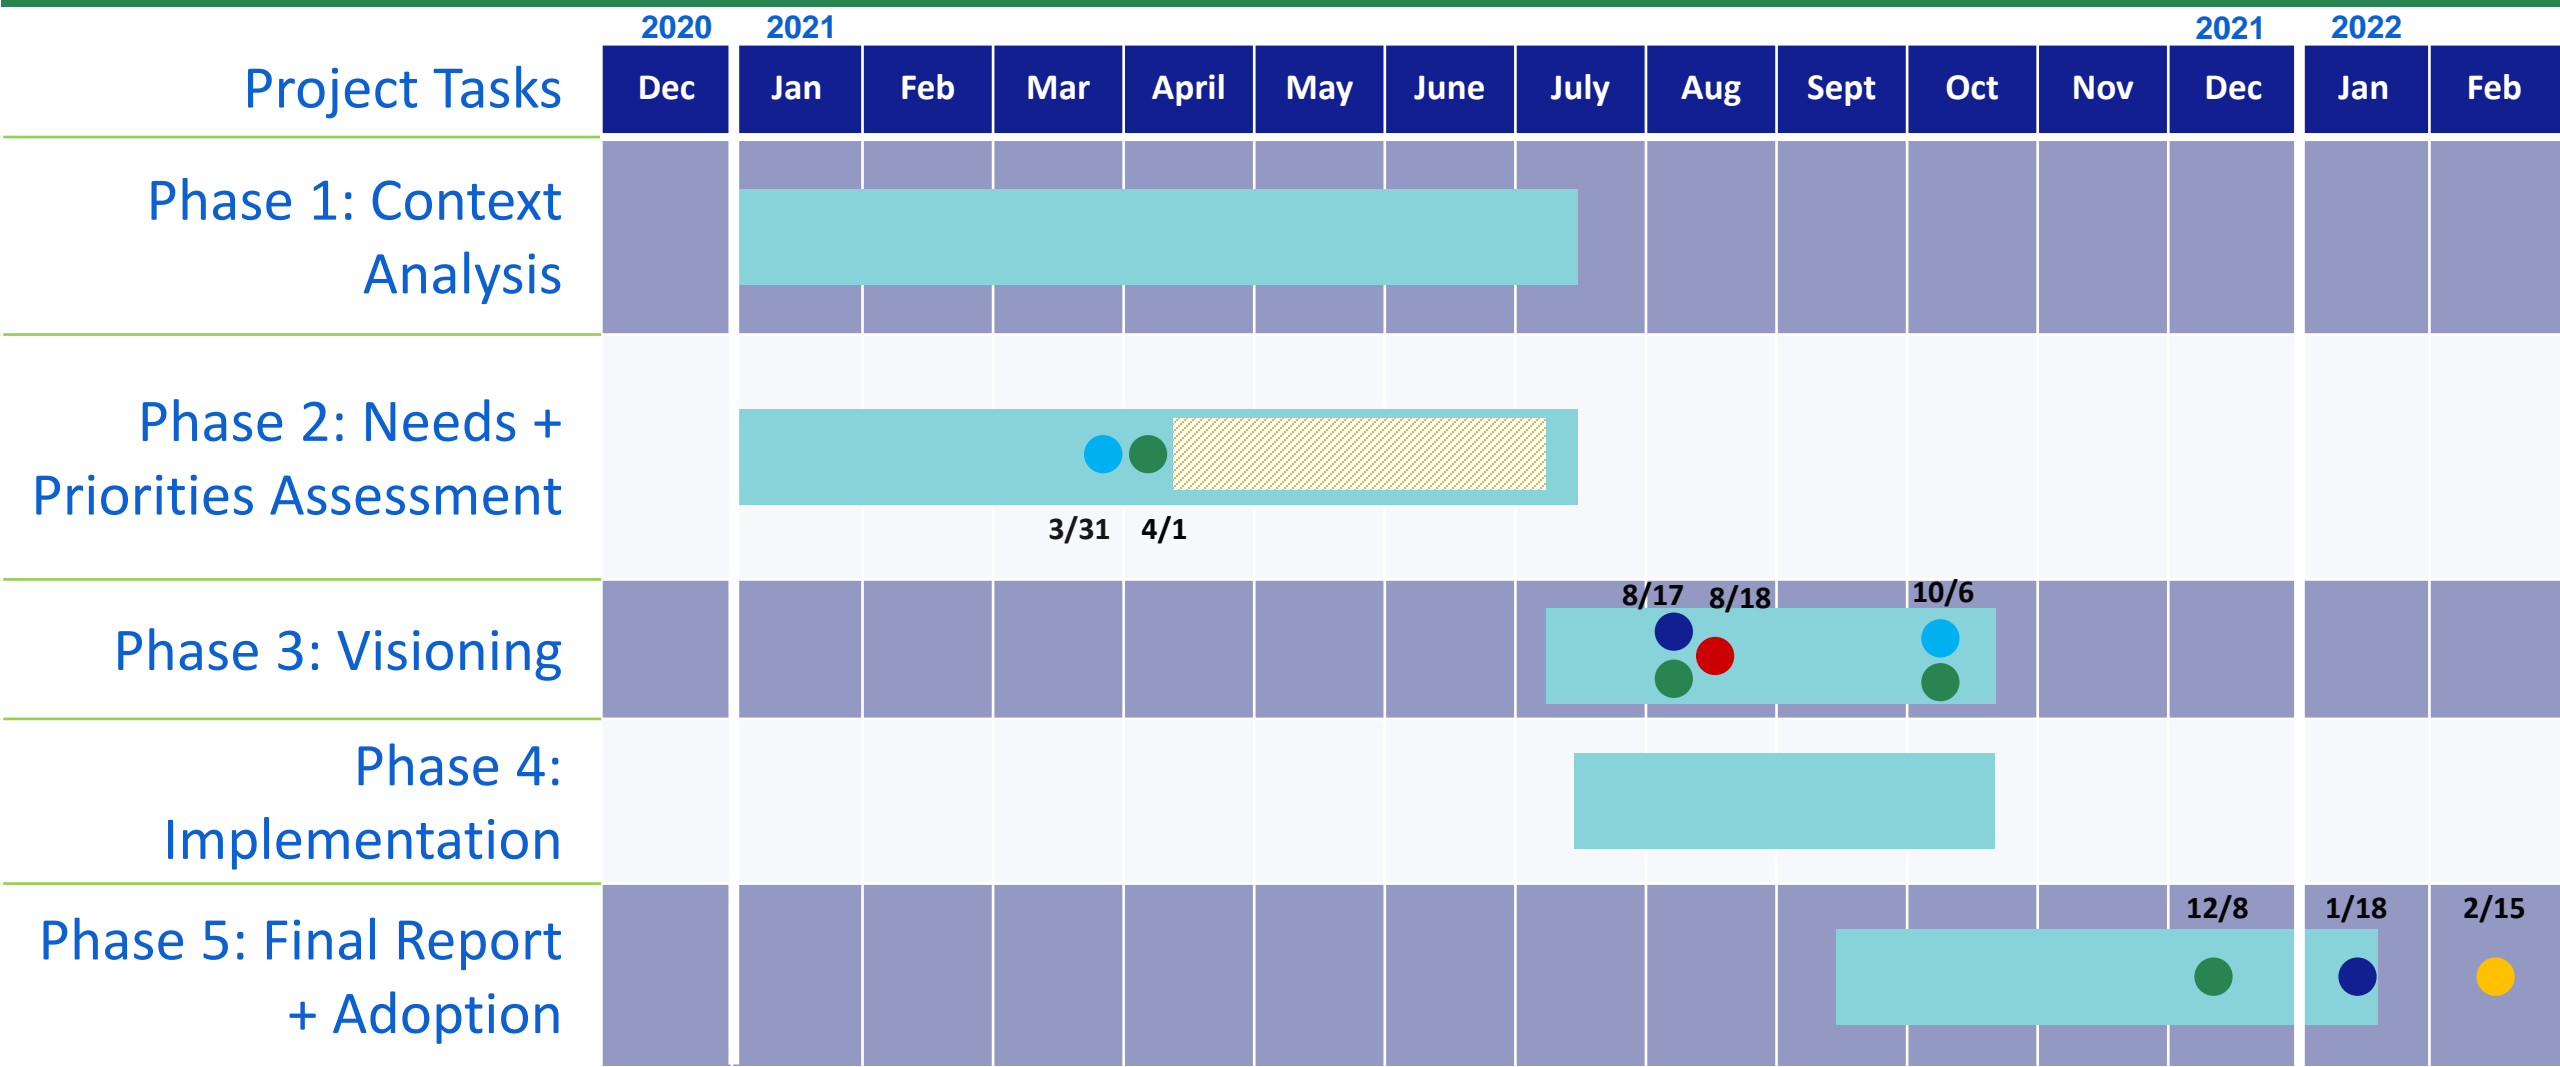 2020 2021 2021 2022
Project Tasks Dec Jan Feb Mar April May June July Aug Sept Oct Nov Dec Jan Feb
Phase 1: Context
Analysis
Phase 2: Needs +
Priorities Assessment
3/31 4/1
8/17 8/18 10/6
Phase 3: Visioning
Phase 4:
Implementation
12/8 1/18 2/15
Phase 5: Final Report
+ Adoption